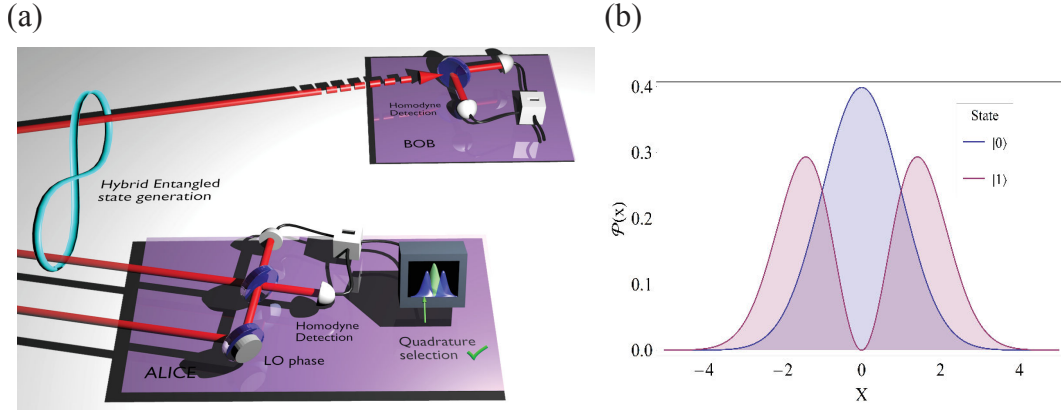 (a)
Homodyne
Detection
BOB
Hybrid Entangled
state generation
Homodyne
Detection
Quadrature
selection
LO phase
ALICE
(b)
0.4
0.3
0.2
0.1
0.0
𝒫(x)
−4
−2
0
2
4
X
State
|0⟩
|1⟩